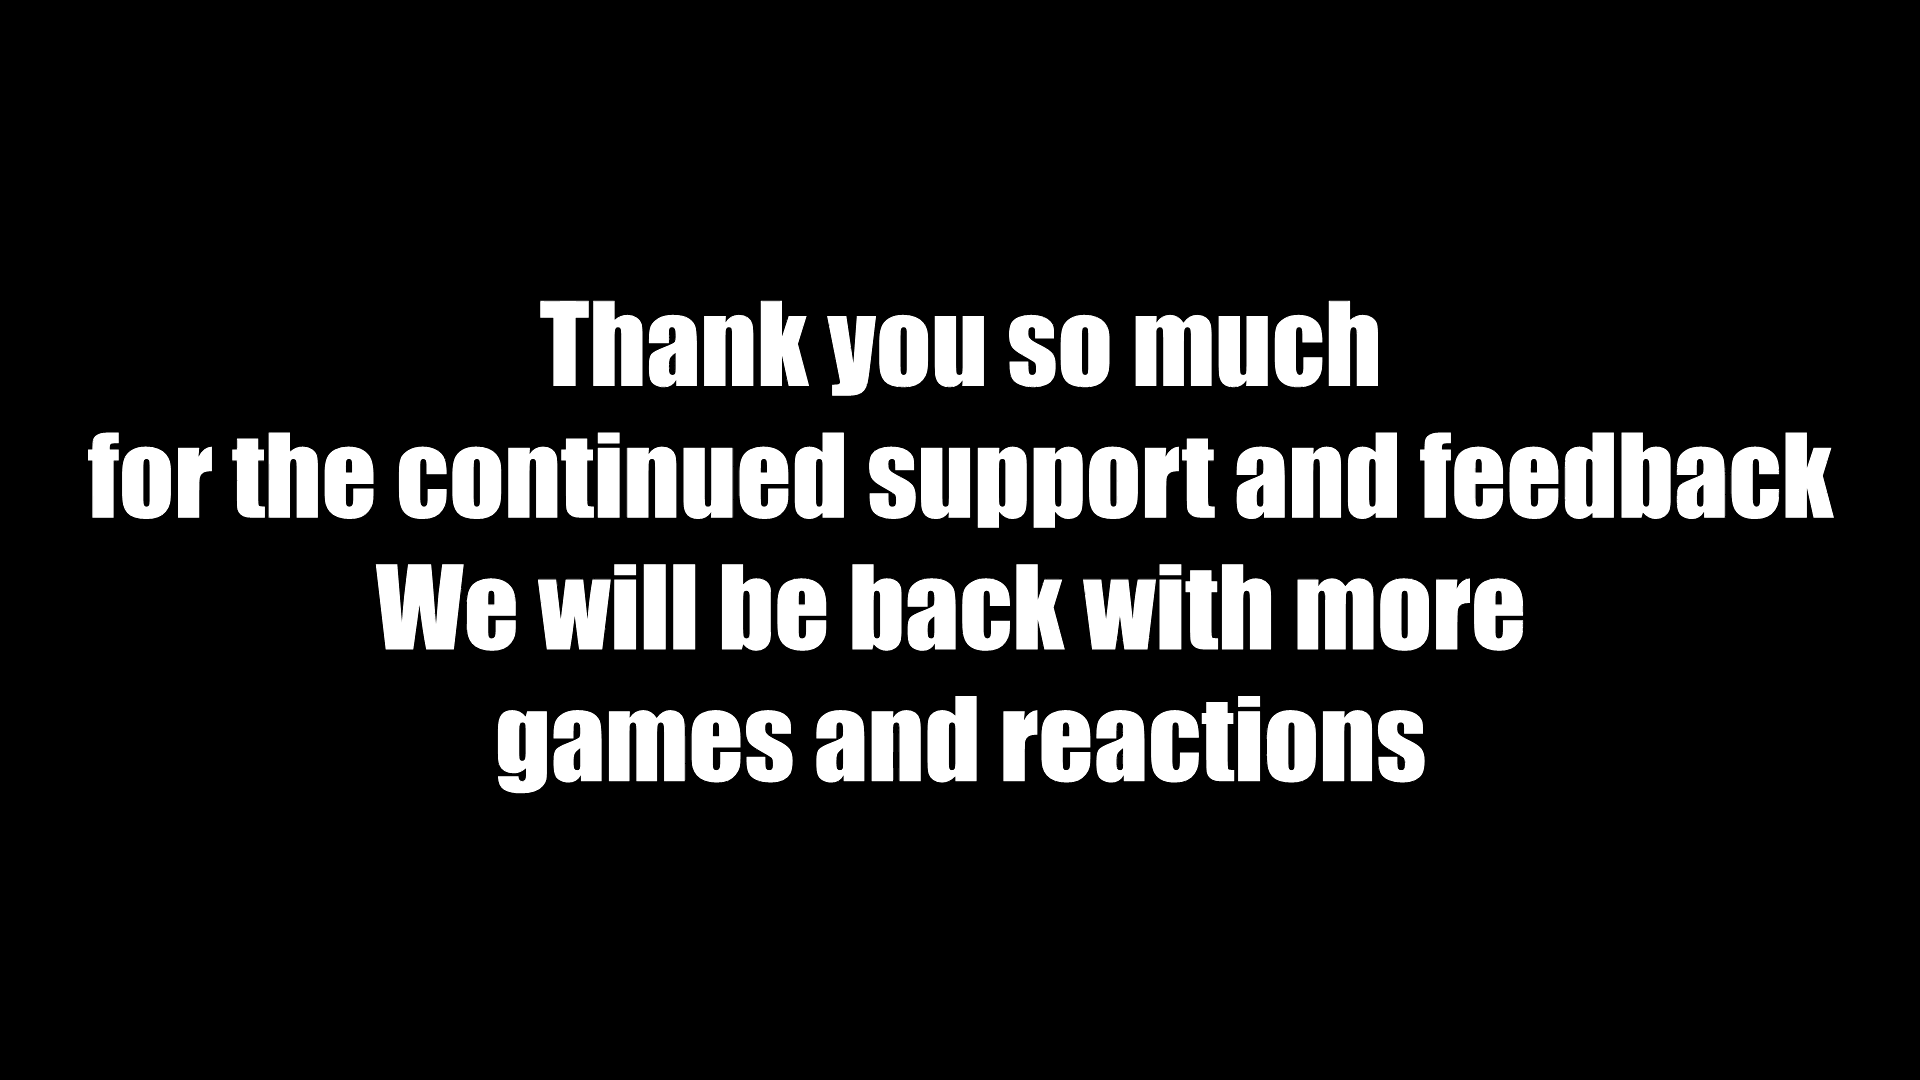 Thank you so much
for the continued support and feedback
We will be back with more
games and reactions